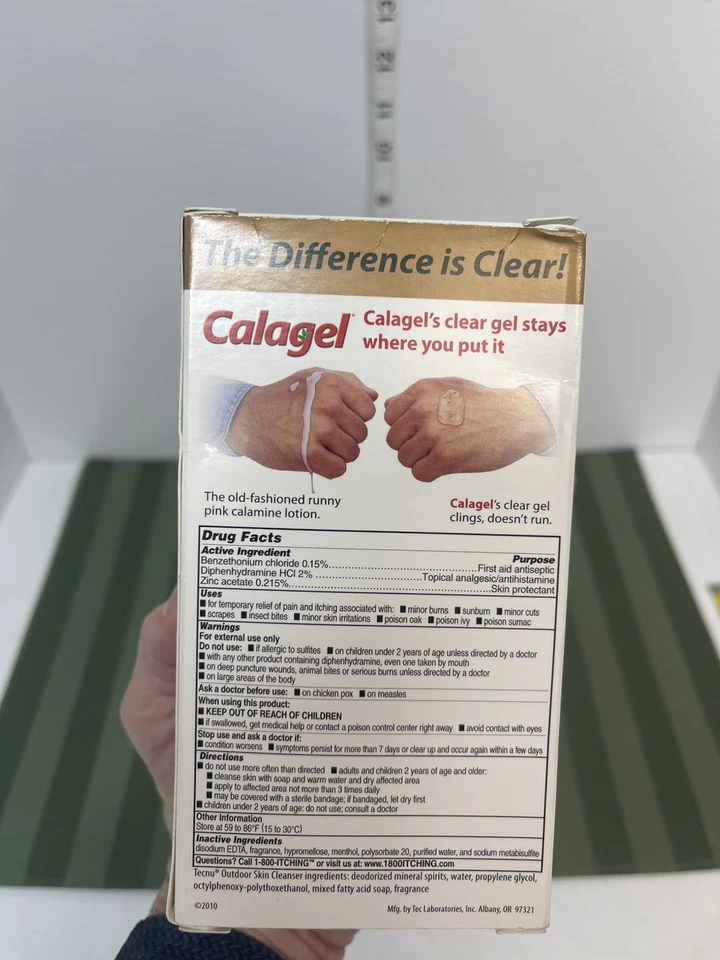 13
12
11
10
9
The Difference is Clear!
Calagel®
Calagel's clear gel stays
where you put it
The old-fashioned runny
pink calamine lotion.
Calagel's clear gel
clings, doesn't run.
Drug Facts
Active Ingredient Purpose
Benzethonium chloride 0.15%...First aid antiseptic
Diphenhydramine HCl 2% ...Topical analgesic/antihistamine
Zinc acetate 0.215%...Skin protectant
Uses
■ for temporary relief of pain and itching associated with: ■ minor burns ■ sunburn ■ minor cuts
■ scrapes ■ insect bites ■ minor skin irritations ■ poison oak ■ poison ivy ■ poison sumac
Warnings
For external use only
Do not use: ■ if allergic to sulfites ■ on children under 2 years of age unless directed by a doctor
■ with any other product containing diphenhydramine, even one taken by mouth
■ on deep puncture wounds, animal bites or serious burns unless directed by a doctor
■ on large areas of the body
Ask a doctor before use: ■ on chicken pox ■ on measles
When using this product:
■ KEEP OUT OF REACH OF CHILDREN
■ if swallowed, get medical help or contact a poison control center right away ■ avoid contact with eyes
Stop use and ask a doctor if:
■ condition worsens ■ symptoms persist for more than 7 days or clear up and occur again within a few days
Directions
■ do not use more often than directed ■ adults and children 2 years of age and older:
■ cleanse skin with soap and warm water and dry affected area
■ apply to affected area not more than 3 times daily
■ may be covered with a sterile bandage; if bandaged, let dry first
■ children under 2 years of age: do not use; consult a doctor
Other Information
Store at 59 to 86°F (15 to 30°C)
Inactive Ingredients
disodium EDTA, fragrance, hypromellose, menthol, polysorbate 20, purified water, and sodium metabisulfite
Questions? Call 1-800-ITCHING™ or visit us at: www.1800ITCHING.com
Tecnu® Outdoor Skin Cleanser ingredients: deodorized mineral spirits, water, propylene glycol,
octylphenoxy-polythoxethanol, mixed fatty acid soap, fragrance
©2010 Mfg. by Tec Laboratories, Inc. Albany, OR 97321